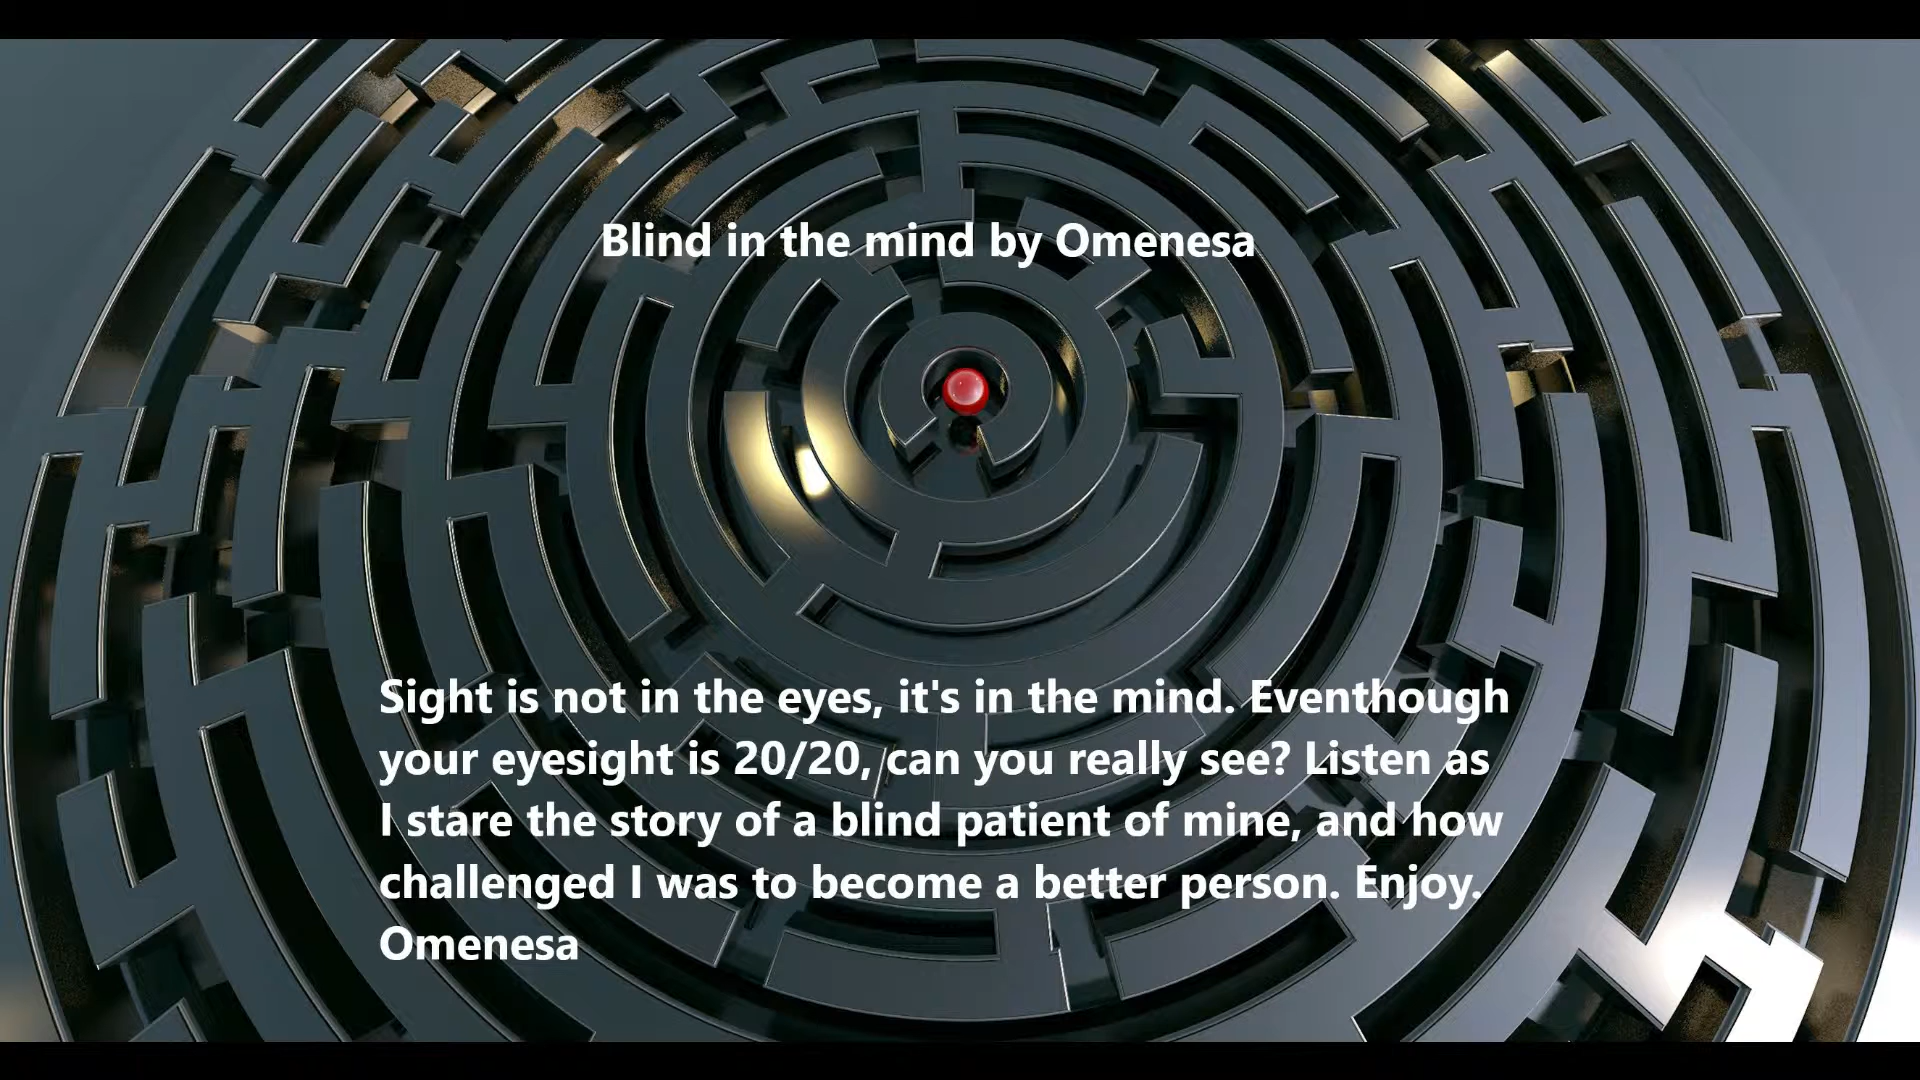 Blind in the mind by Omenesa
Sight is not in the eyes, it's in the mind. Eventhough
your eyesight is 20/20, can you really see? Listen as
I stare the story of a blind patient of mine, and how
challenged I was to become a better person. Enjoy.
Omenesa